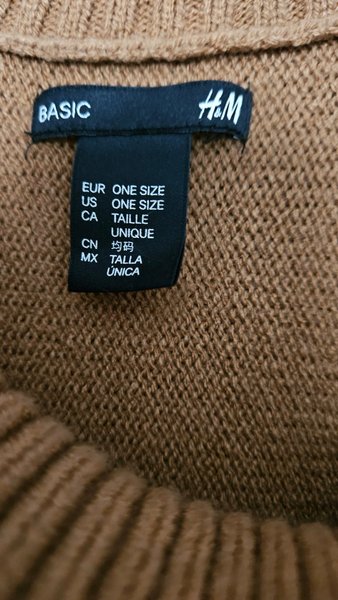 BASIC H&M
EUR ONE SIZE
US ONE SIZE
CA TAILLE
UNIQUE
CN 均码
MX TALLA
ÚNICA